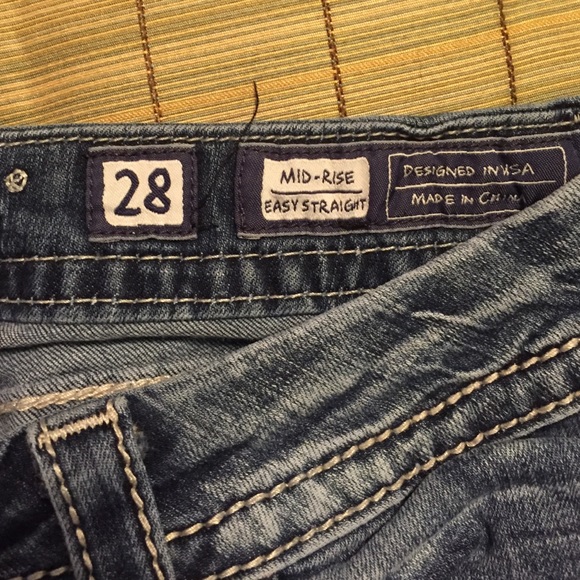 28
MID-RISE
EASY STRAIGHT
DESIGNED IN USA
MADE IN CHINA